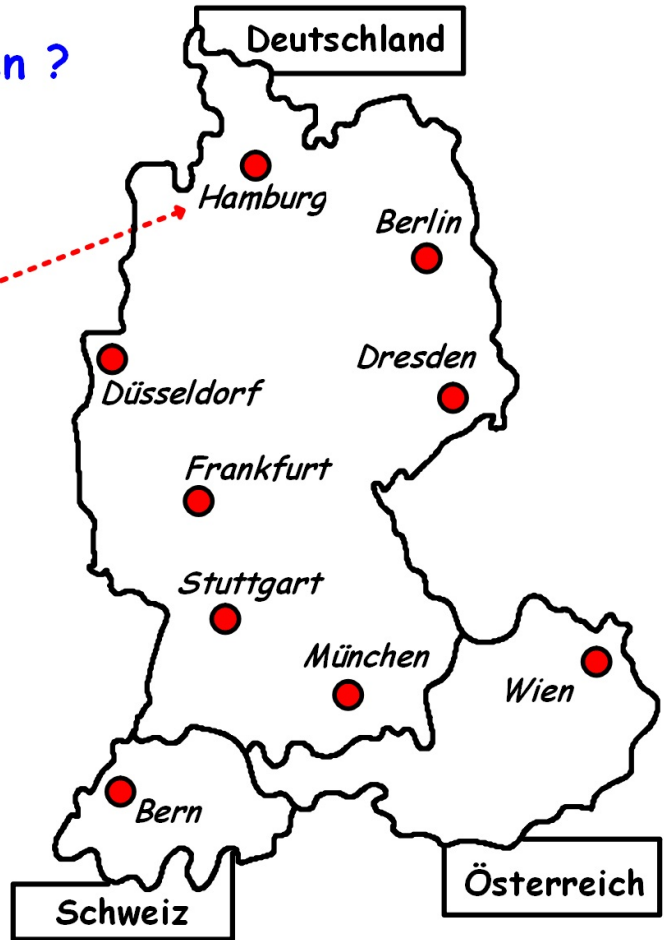 Deutschland
n ?
Hamburg
Berlin
Dresden
Düsseldorf
Frankfurt
Stuttgart
München
Wien
Bern
Österreich
Schweiz